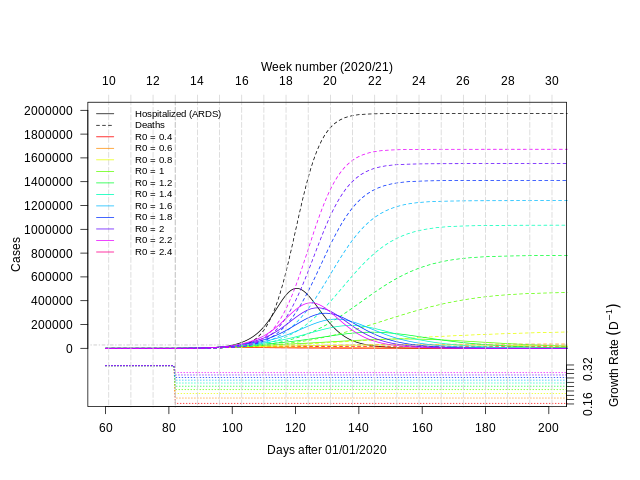 Week number (2020/21)
10 12 14 16 18 20 22 24 26 28 30
2000000
1800000
1600000
1400000
1200000
1000000
800000
600000
400000
200000
0
Cases
Hospitalized (ARDS)
Deaths
R0 = 0.4
R0 = 0.6
R0 = 0.8
R0 = 1
R0 = 1.2
R0 = 1.4
R0 = 1.6
R0 = 1.8
R0 = 2
R0 = 2.2
R0 = 2.4
0.32
0.16
Growth Rate (D⁻¹)
60 80 100 120 140 160 180 200
Days after 01/01/2020